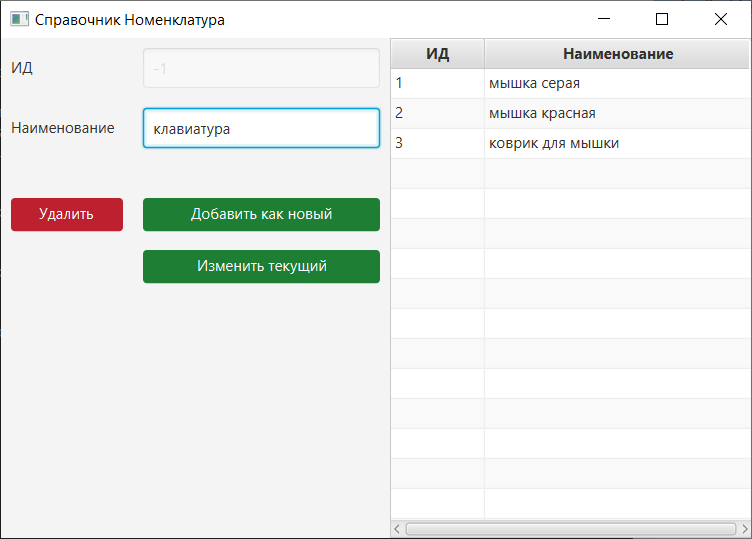 Справочник Номенклатура
ИД
-1
Наименование
клавиатура
Удалить
Добавить как новый
Изменить текущий
ИД Наименование
1 мышка серая
2 мышка красная
3 коврик для мышки